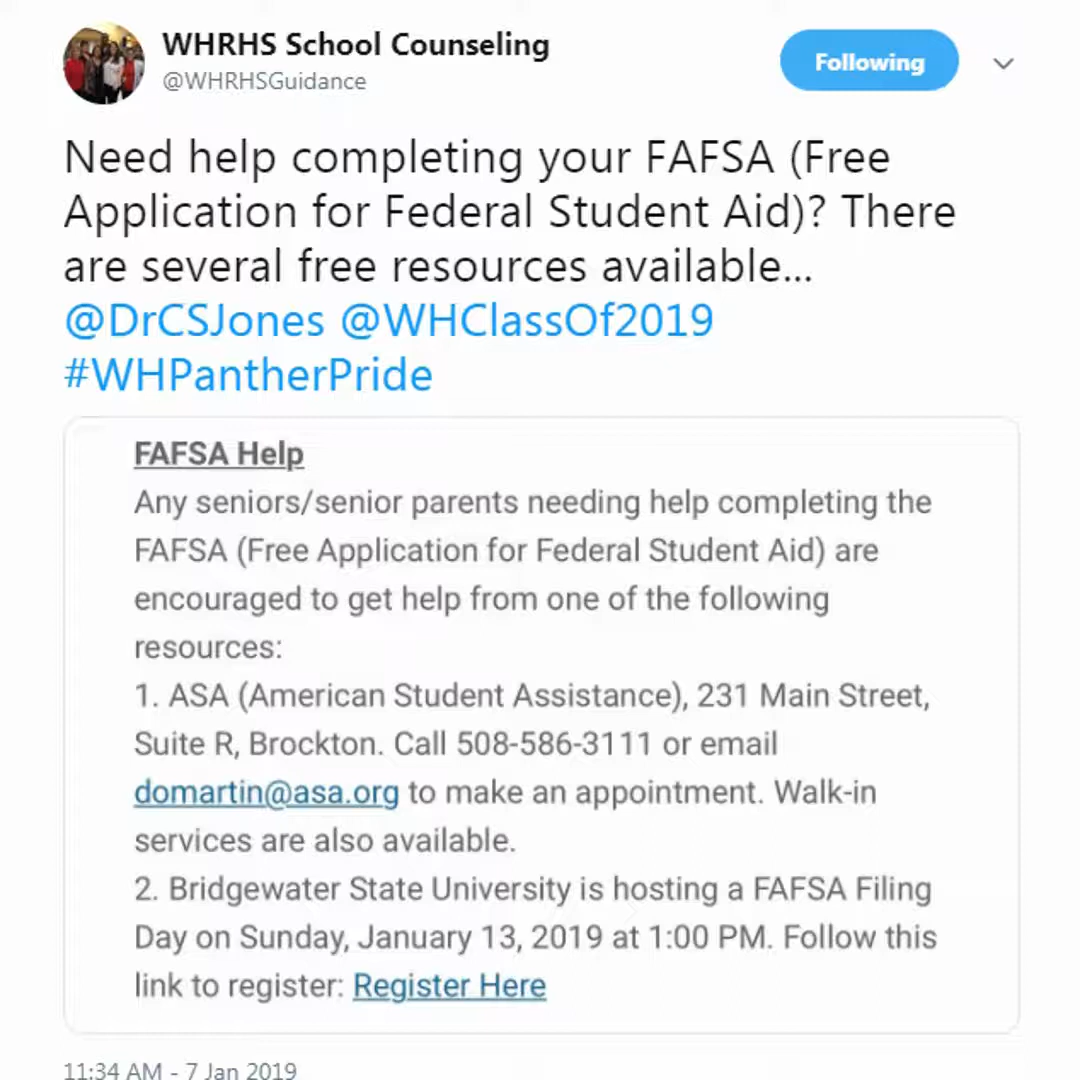 WHRHS School Counseling
@WHRHSGuidance
Following
Need help completing your FAFSA (Free
Application for Federal Student Aid)? There
are several free resources available...
@DrCSJones @WHClassOf2019
#WHPantherPride
FAFSA Help
Any seniors/senior parents needing help completing the
FAFSA (Free Application for Federal Student Aid) are
encouraged to get help from one of the following
resources:
1. ASA (American Student Assistance), 231 Main Street,
Suite R, Brockton. Call 508-586-3111 or email
domartin@asa.org to make an appointment. Walk-in
services are also available.
2. Bridgewater State University is hosting a FAFSA Filing
Day on Sunday, January 13, 2019 at 1:00 PM. Follow this
link to register: Register Here
11:34 AM - 7 Jan 2019